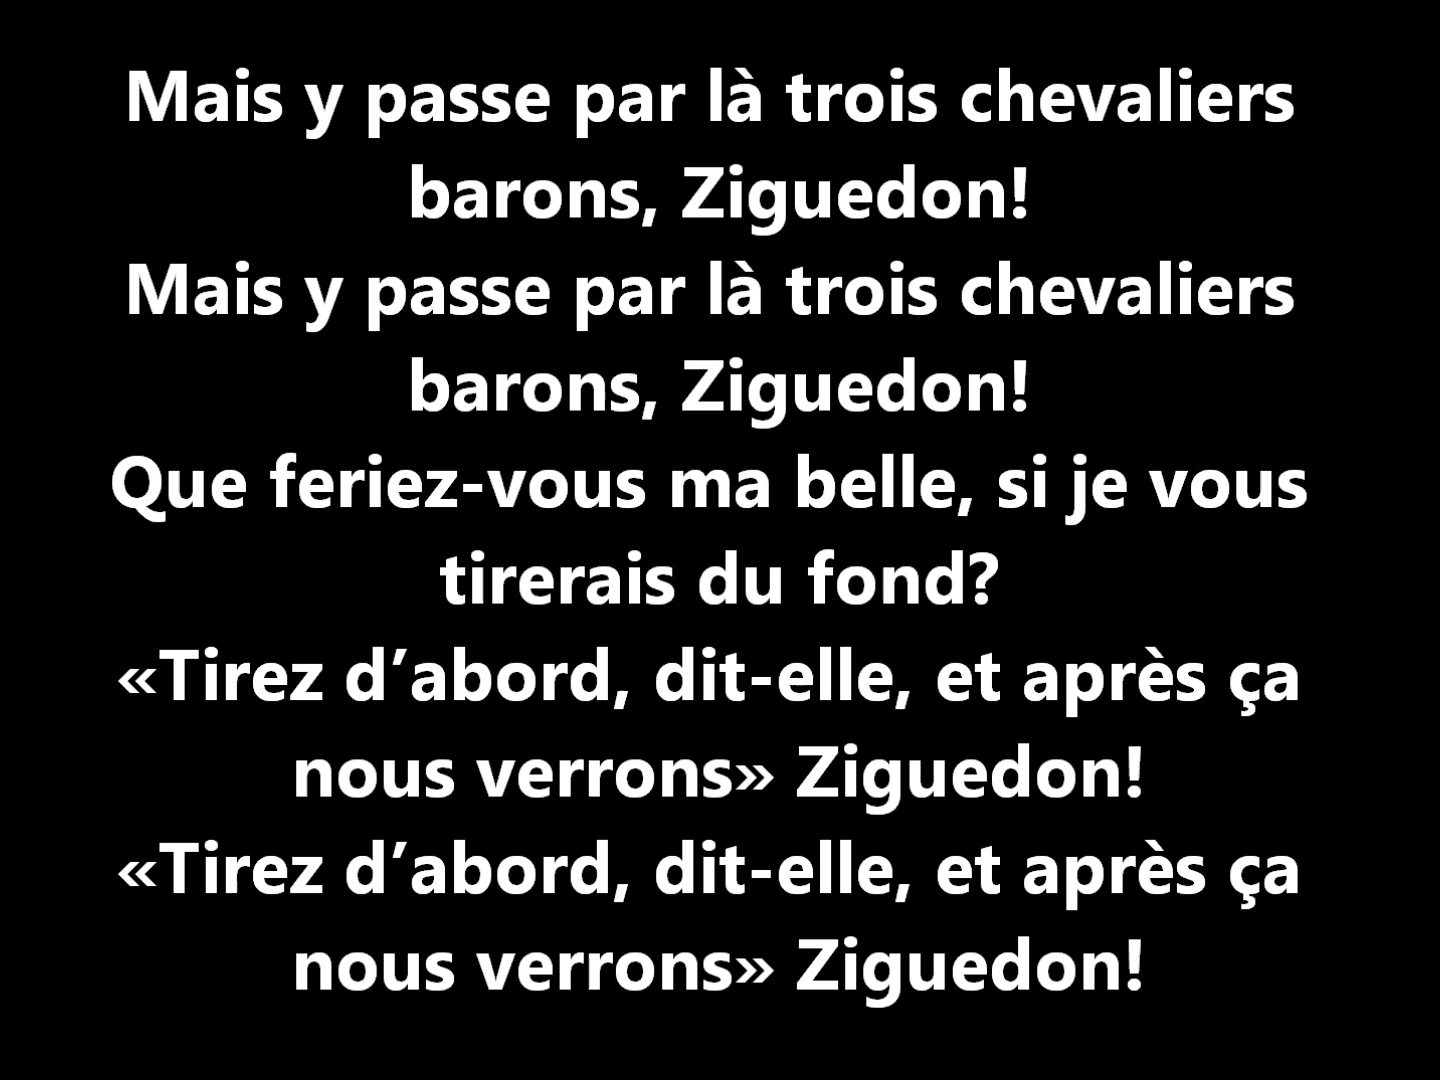 Mais y passe par là trois chevaliers
barons, Ziguedon!
Mais y passe par là trois chevaliers
barons, Ziguedon!
Que feriez-vous ma belle, si je vous
tirerais du fond?
«Tirez d’abord, dit-elle, et après ça
nous verrons» Ziguedon!
«Tirez d’abord, dit-elle, et après ça
nous verrons» Ziguedon!